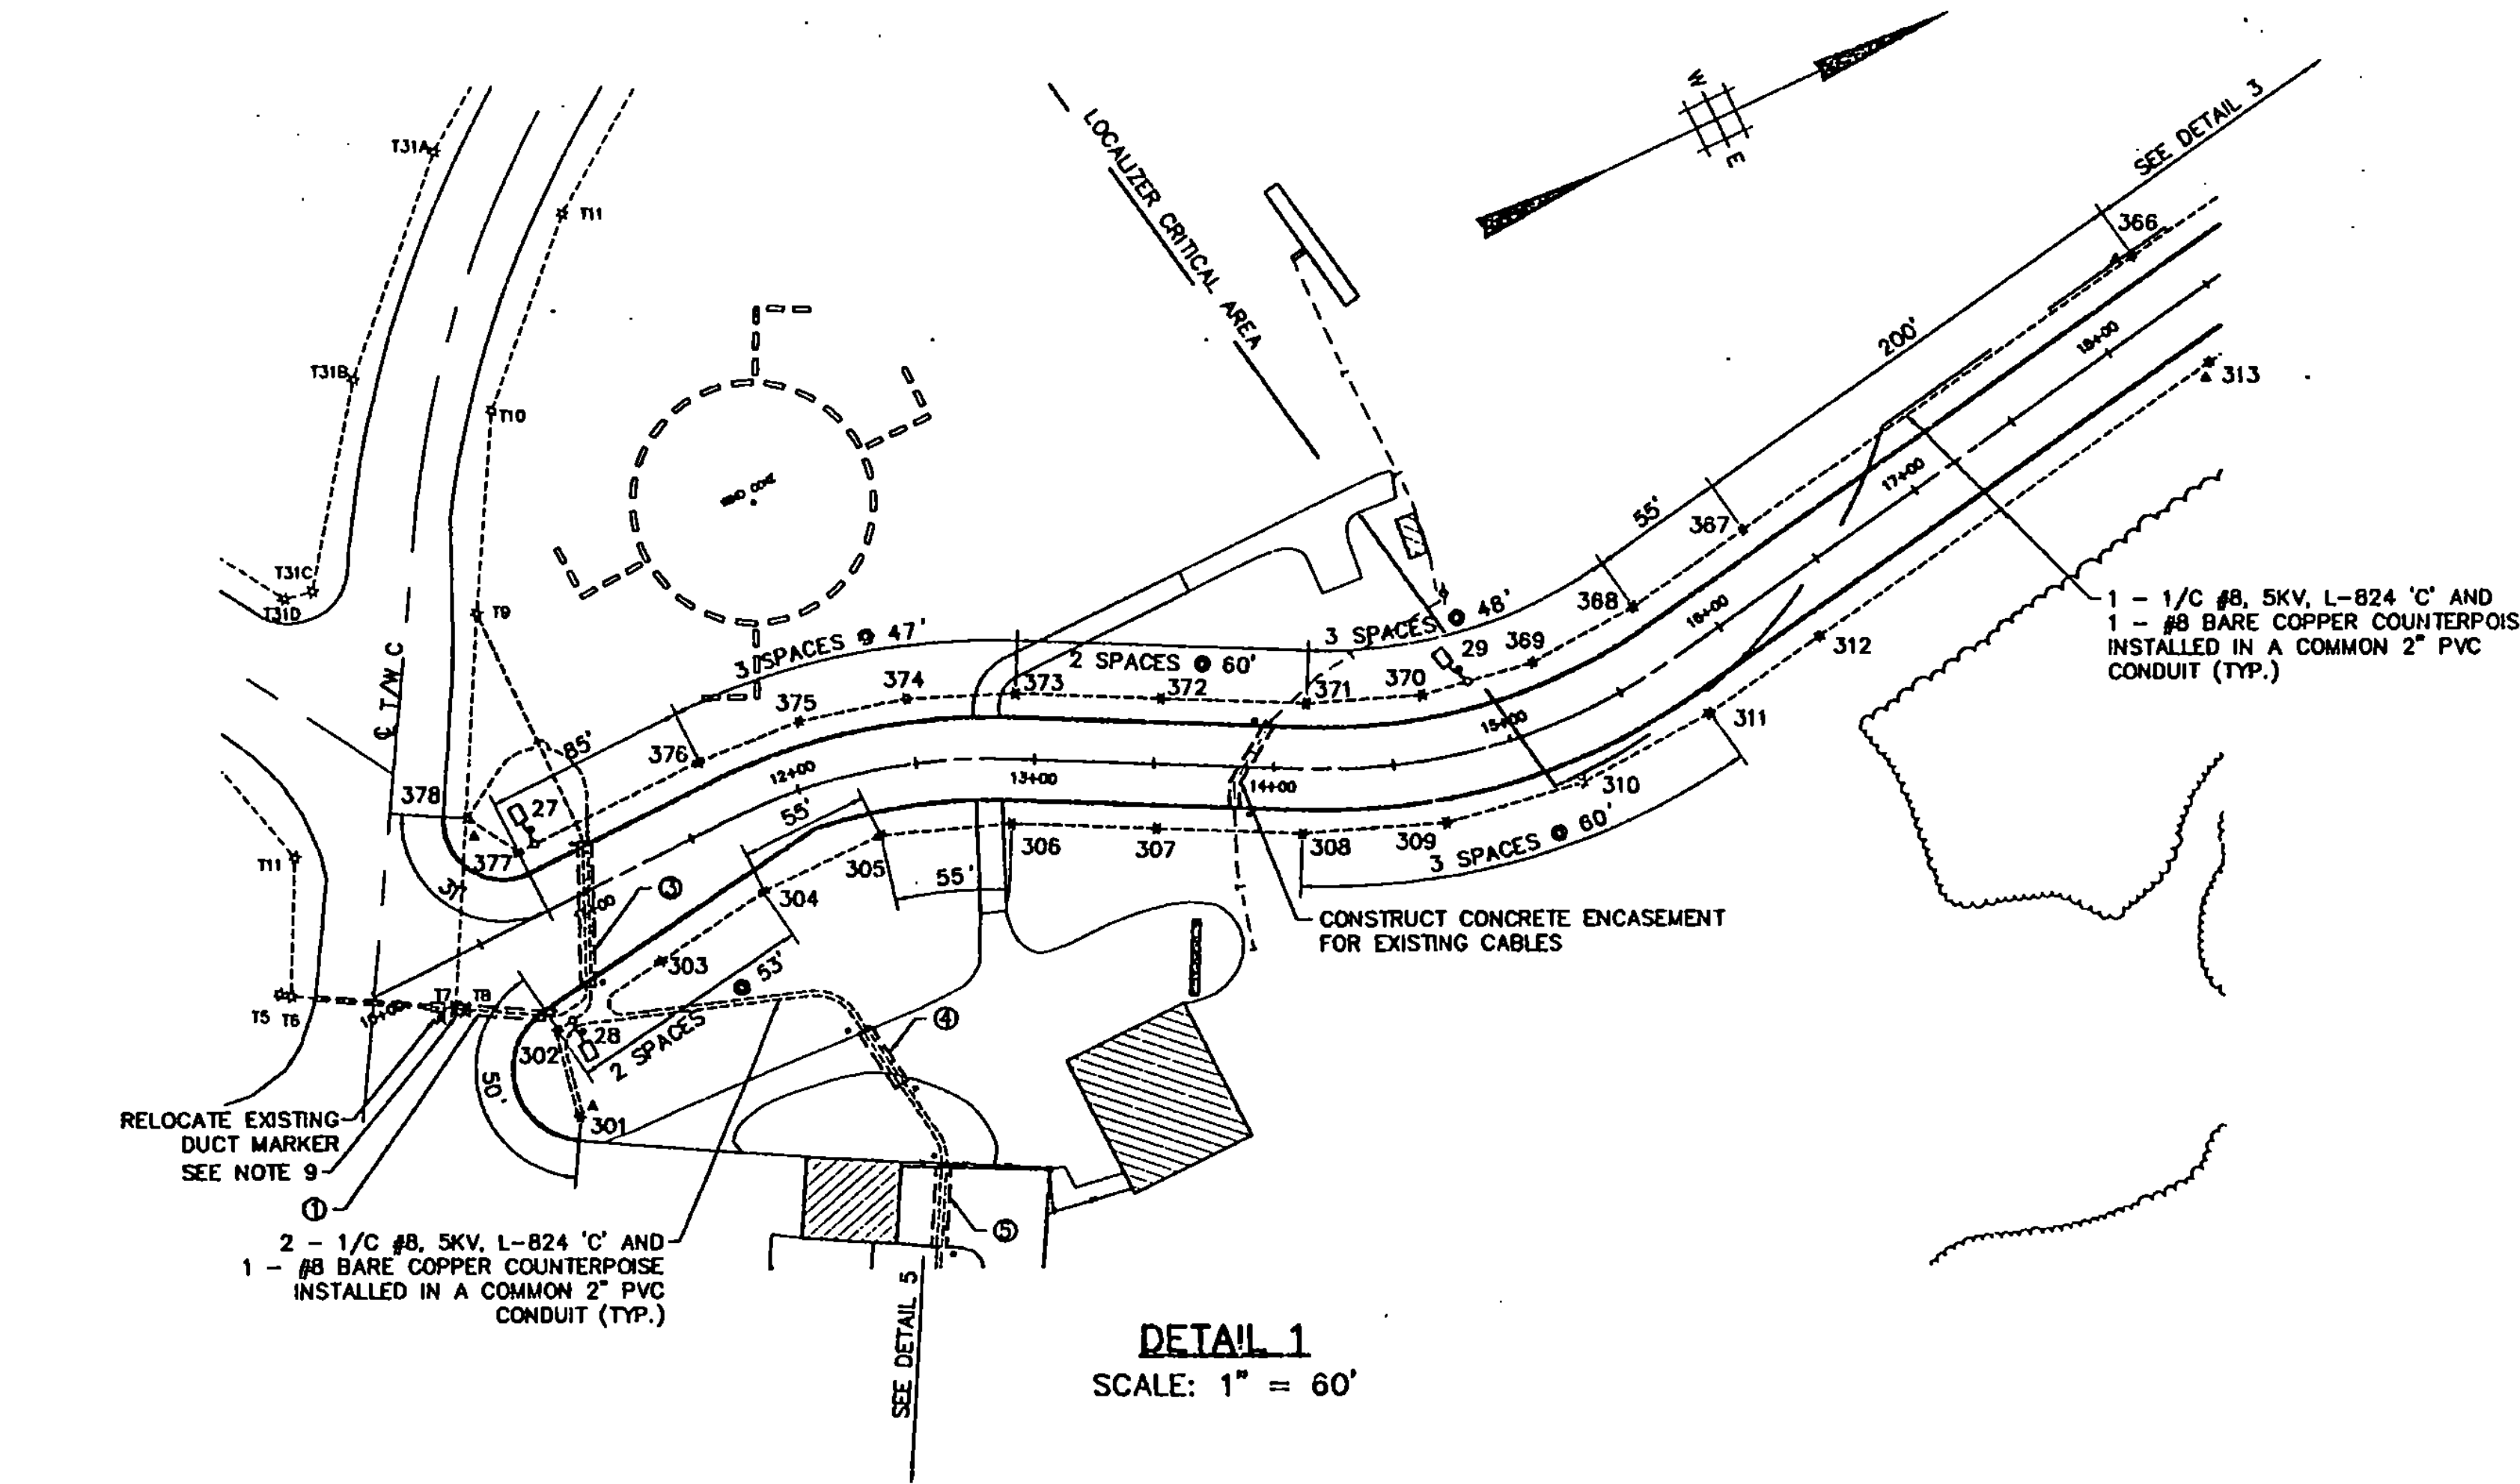 LOCALIZER CRITICAL AREA
W
E
SEE DETAIL 3
T31A
T11
T31B
T10
T31C
T31D
T9
366
200'
18+00
313
367
55'
17+00
368
16+00
312
1 - 1/C #8, 5KV, L-824 'C' AND
1 - #8 BARE COPPER COUNTERPOIS
INSTALLED IN A COMMON 2" PVC
CONDUIT (TYP.)
3 SPACES @ 47'
2 SPACES @ 60'
3 SPACES @ 48'
29
369
370
371
372
373
374
375
376
85'
℄ T/WC
378
27
377
37'
12+00
13+00
14+00
15+00
311
310
55'
305
306
307
308
309
3 SPACES @ 60'
55'
304
303
③
2 SPACES @ 53'
CONSTRUCT CONCRETE ENCASEMENT
FOR EXISTING CABLES
T11
T5 T6
T7
T8
10+00
28
302
50'
301
④
⑤
RELOCATE EXISTING
DUCT MARKER
SEE NOTE 9
①
2 - 1/C #8, 5KV, L-824 'C' AND
1 - #8 BARE COPPER COUNTERPOISE
INSTALLED IN A COMMON 2" PVC
CONDUIT (TYP.)
SEE DETAIL 5
DETAIL 1
SCALE: 1" = 60'